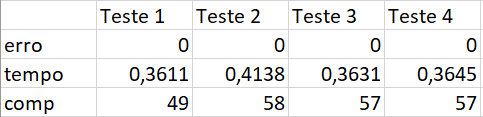 Teste 1 Teste 2 Teste 3 Teste 4
erro 0 0 0 0
tempo 0,3611 0,4138 0,3631 0,3645
comp 49 58 57 57